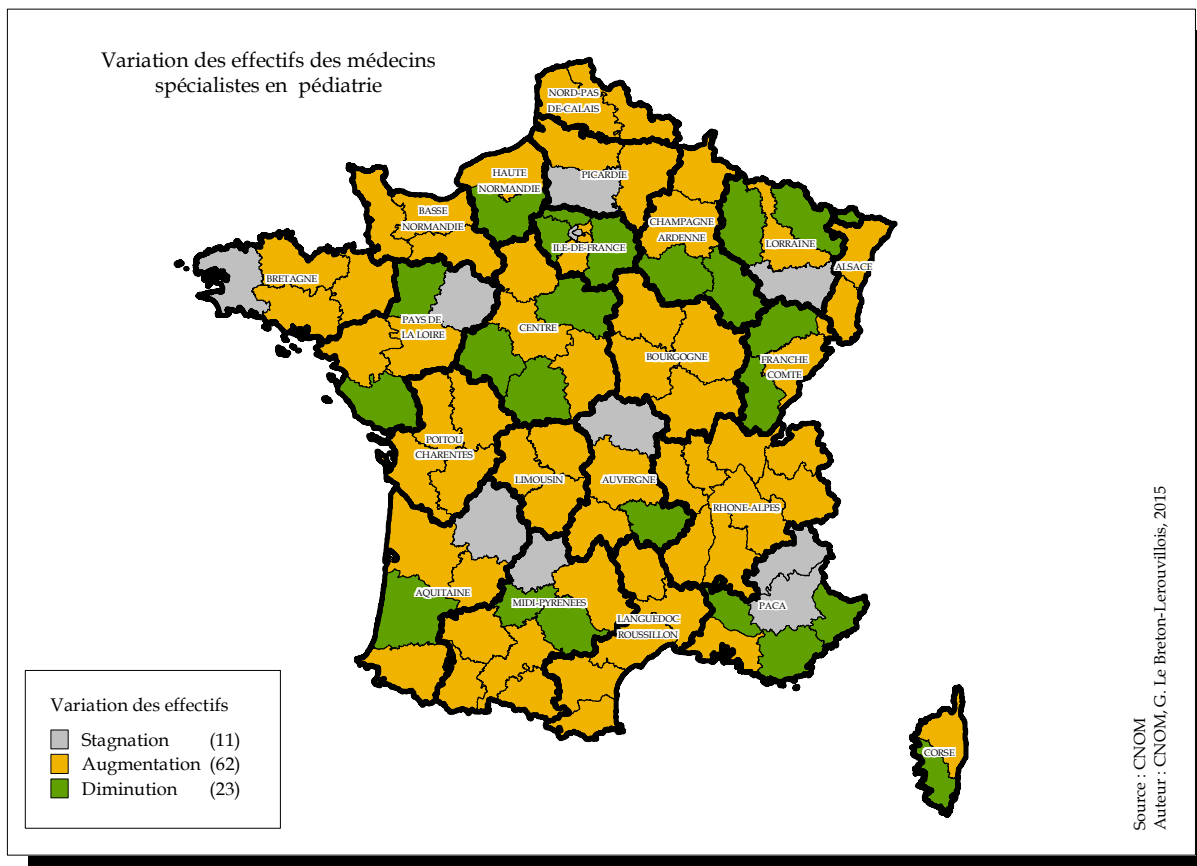 Variation des effectifs des médecins
spécialistes en pédiatrie
NORD-PAS
DE-CALAIS
HAUTE
NORMANDIE
PICARDIE
BASSE
NORMANDIE
CHAMPAGNE
ARDENNE
ILE-DE-FRANCE
LORRAINE
ALSACE
BRETAGNE
PAYS DE
LA LOIRE
CENTRE
BOURGOGNE
FRANCHE
COMTE
POITOU
CHARENTES
LIMOUSIN
AUVERGNE
RHONE-ALPES
AQUITAINE
MIDI-PYRENEES
LANGUEDOC
ROUSSILLON
PACA
CORSE
Variation des effectifs
Stagnation (11)
Augmentation (62)
Diminution (23)
Source : CNOM
Auteur : CNOM, G. Le Breton-Lerouvillois, 2015